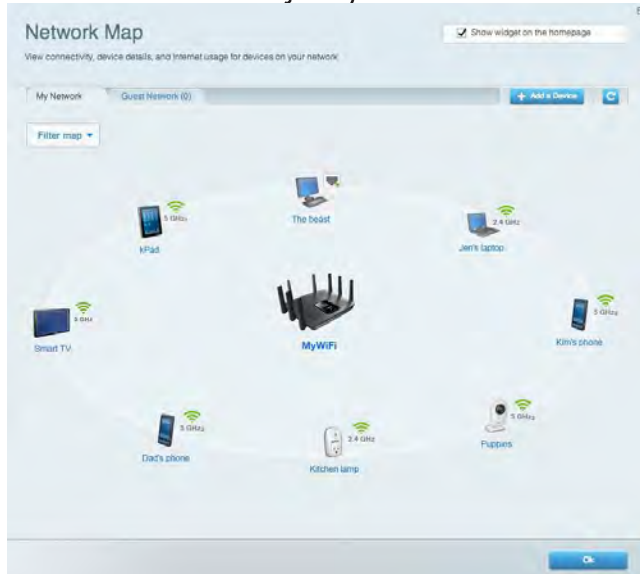 Network Map
Show widget on the homepage
View connectivity, device details, and Internet usage for devices on your network
My Network
Guest Network (0)
+ Add a Device
Filter map
The beast
5 GHz
kPad
2.4 GHz
Jen's laptop
5 GHz
Smart TV
MyWiFi
5 GHz
Kim's phone
5 GHz
Dad's phone
2.4 GHz
Kitchen lamp
5 GHz
Puppies
Ok